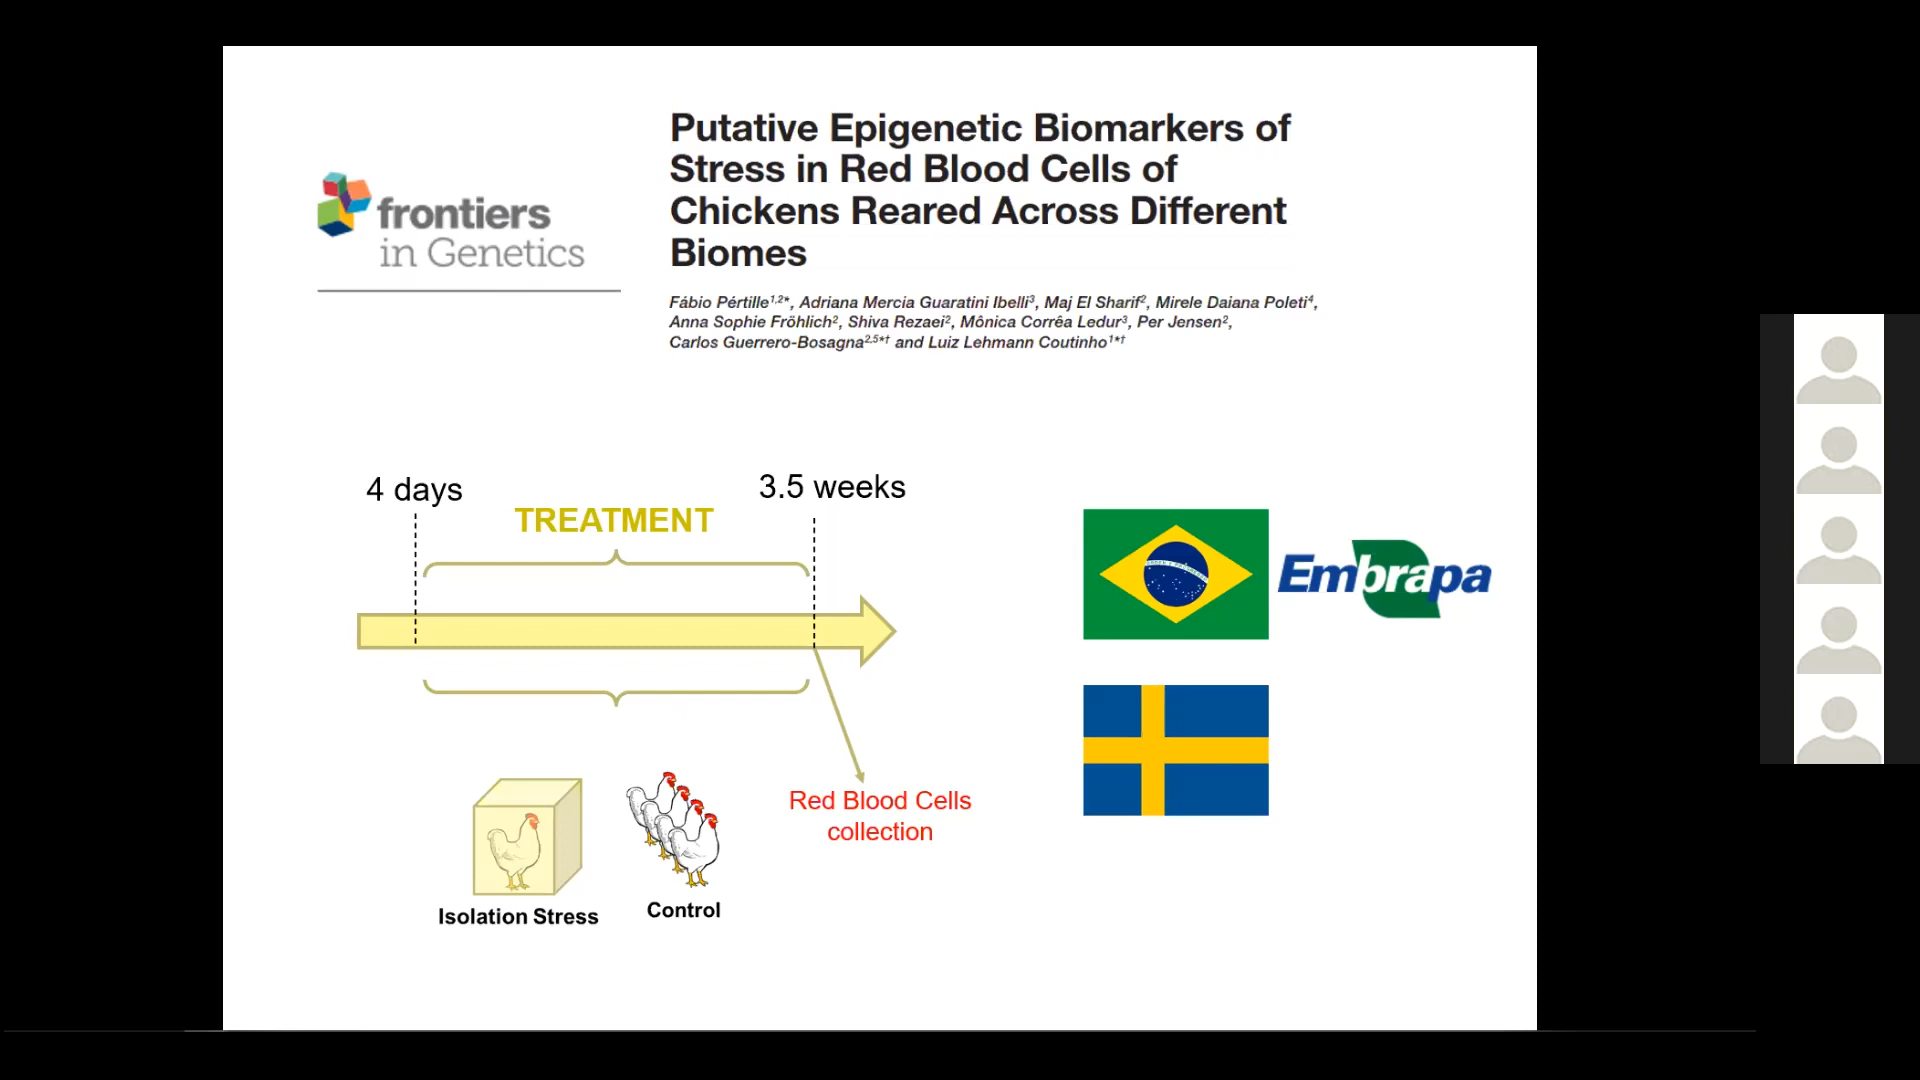 Putative Epigenetic Biomarkers of
Stress in Red Blood Cells of
Chickens Reared Across Different
Biomes
frontiers
in Genetics
Fábio Pértille1,2*, Adriana Mercia Guaratini Ibelli3, Maj El Sharif2, Mirele Daiana Poleti4,
Anna Sophie Fröhlich2, Shiva Rezaei2, Mônica Corrêa Ledur3, Per Jensen2,
Carlos Guerrero-Bosagna2,5*† and Luiz Lehmann Coutinho1*†
4 days
3.5 weeks
TREATMENT
Embrapa
Red Blood Cells
collection
Isolation Stress
Control